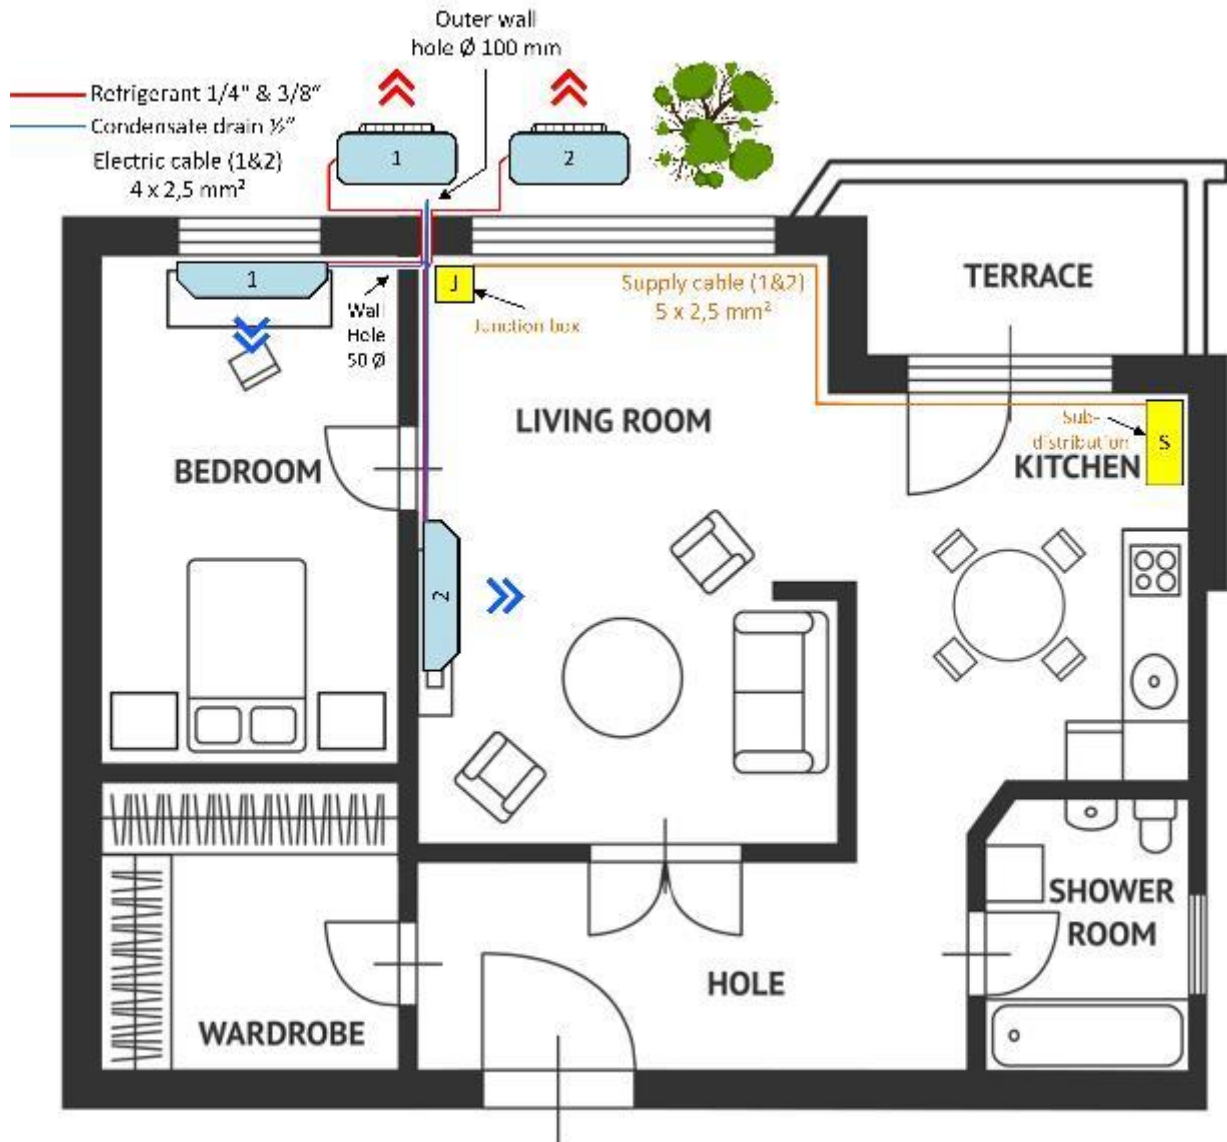 Outer wall
hole Ø 100 mm
Refrigerant 1/4" & 3/8"
Condensate drain ½"
Electric cable (1&2)
4 x 2,5 mm²
1
2
1
J
Supply cable (1&2)
5 x 2,5 mm²
Junction box
Wall
Hole
50 Ø
TERRACE
LIVING ROOM
Sub-
distribution
S
KITCHEN
BEDROOM
2
SHOWER
ROOM
HOLE
WARDROBE